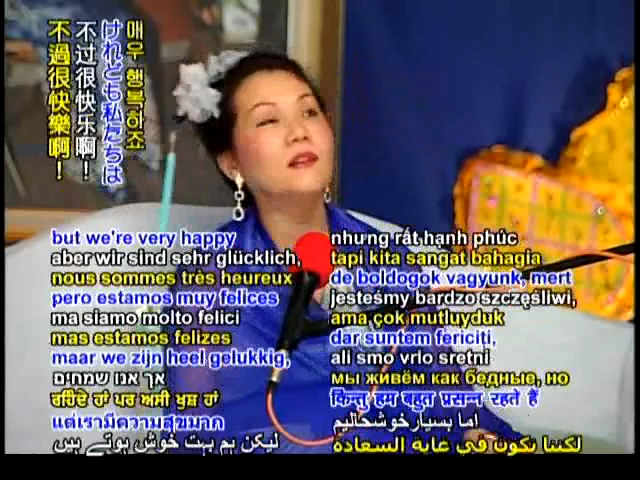 매우 행복하죠
けれども私たちは
不过很快乐啊！
不過很快樂啊！
but we're very happy
aber wir sind sehr glücklich,
nous sommes très heureux
pero estamos muy felices
ma siamo molto felici
mas estamos felizes
maar we zijn heel gelukkig,
אך אנו שמחים
ਰਹਿੰਦੇ ਹਾਂ ਪਰ ਅਸੀ ਖੁਸ਼ ਹਾਂ
แต่เรามีความสุขมาก
لیکن ہم بہت خوش ہوتے ہیں
nhưng rất hạnh phúc
tapi kita sangat bahagia
de boldogok vagyunk, mert
jesteśmy bardzo szczęśliwi,
ama çok mutluyduk
dar suntem fericiti,
ali smo vrlo sretni
мы живём как бедные, но
किन्तु हम बहुत प्रसन्न रहते हैं
اما بسیار خوشحالیم
لكننا نكون في غاية السعادة